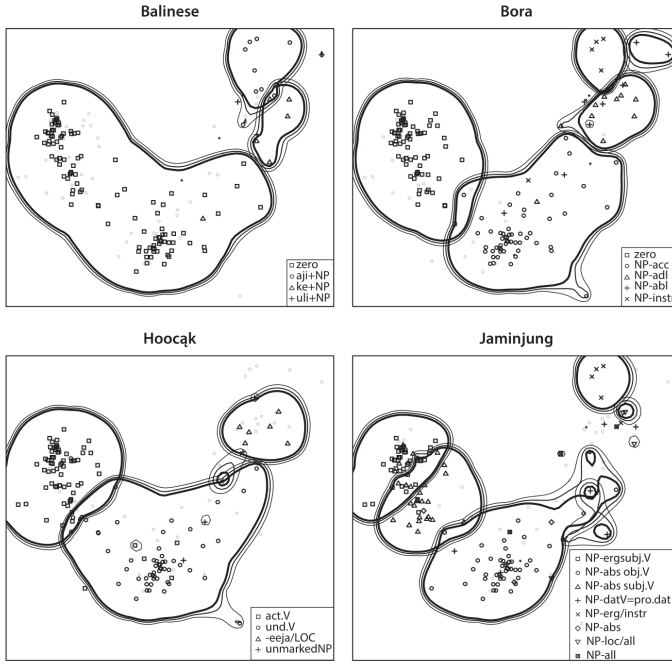 Balinese
zero
aji+NP
ke+NP
uli+NP
Bora
zero
NP-acc
NP-adl
NP-abl
NP-instr
Hoocąk
act.V
und.V
-eeja/LOC
unmarkedNP
Jaminjung
NP-ergsubj.V
NP-abs obj.V
NP-abs subj.V
NP-datV=pro.dat
NP-erg/instr
NP-abs
NP-loc/all
NP-all